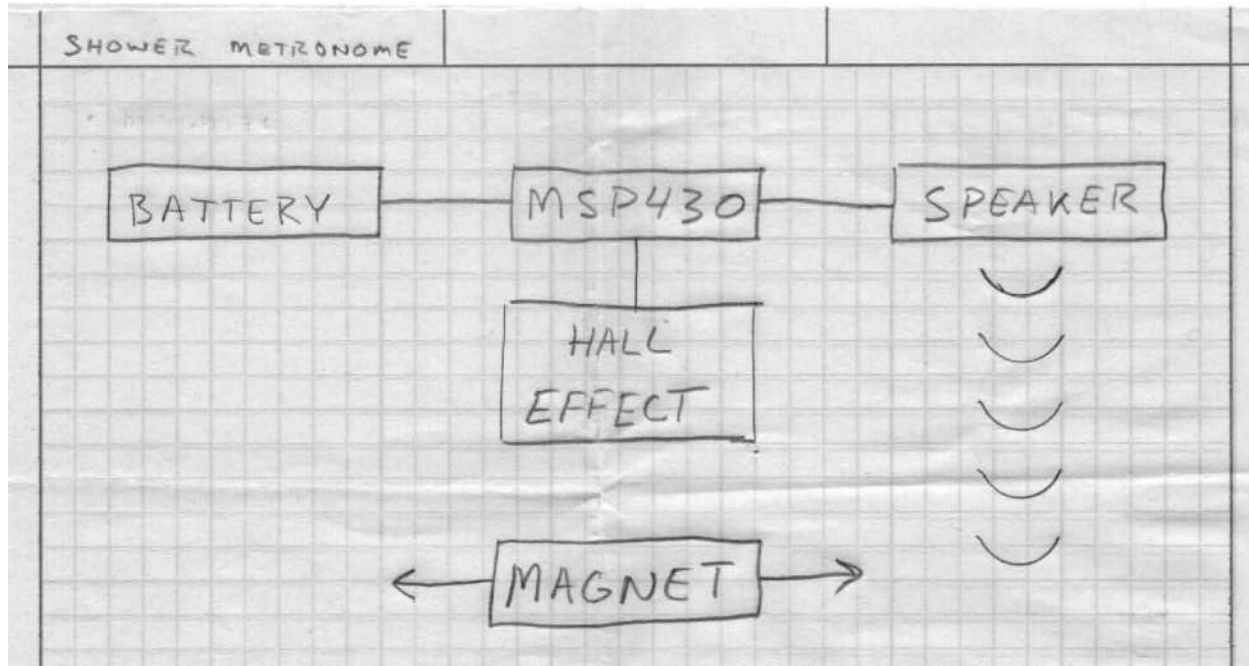 SHOWER METRONOME
BATTERY
MSP430
SPEAKER
HALL
EFFECT
MAGNET